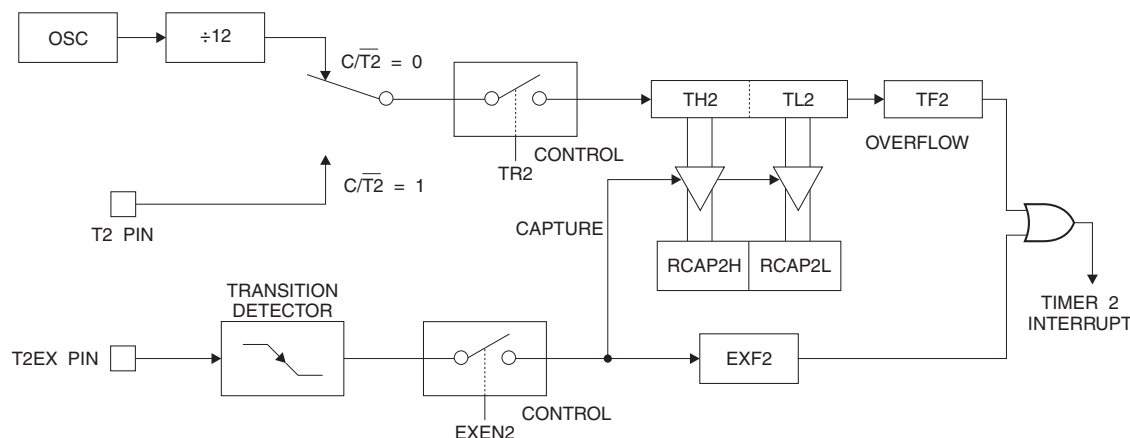 OSC
÷12
C/T2 = 0
TH2
TL2
TF2
OVERFLOW
CONTROL
TR2
C/T2 = 1
T2 PIN
CAPTURE
RCAP2H
RCAP2L
TRANSITION
DETECTOR
TIMER 2
INTERRUPT
T2EX PIN
EXF2
CONTROL
EXEN2